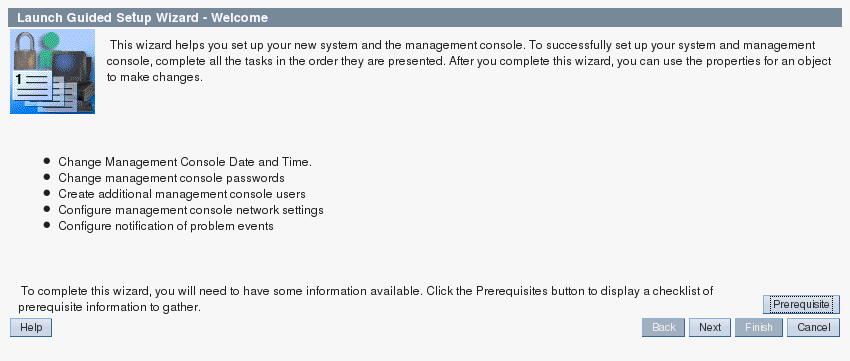 Launch Guided Setup Wizard - Welcome
This wizard helps you set up your new system and the management console. To successfully set up your system and management
console, complete all the tasks in the order they are presented. After you complete this wizard, you can use the properties for an object
to make changes.
1
● Change Management Console Date and Time.
● Change management console passwords
● Create additional management console users
● Configure management console network settings
● Configure notification of problem events
To complete this wizard, you will need to have some information available. Click the Prerequisites button to display a checklist of
prerequisite information to gather.
Prerequisite
Help Back Next Finish Cancel